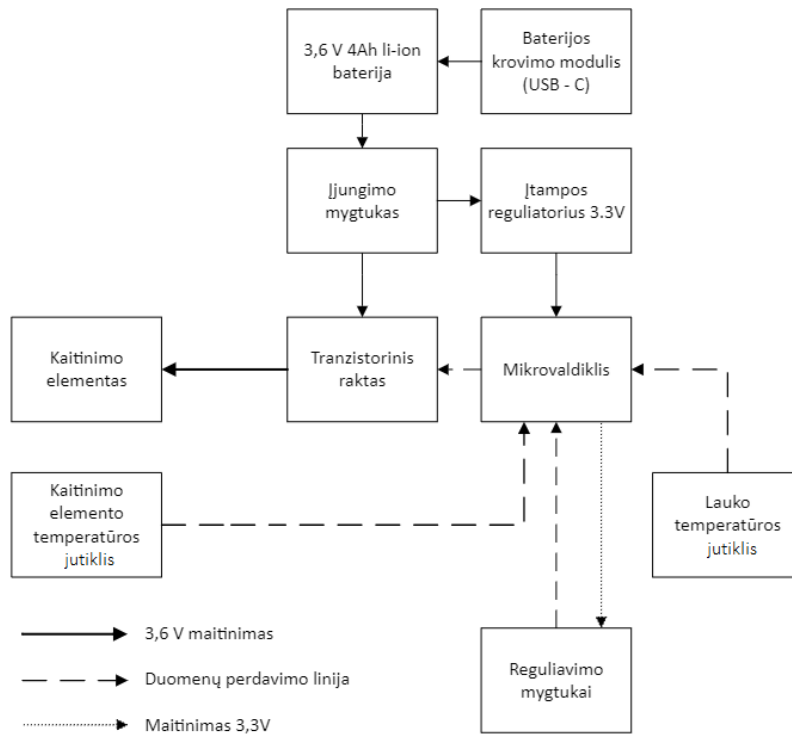 3,6 V 4Ah li-ion
baterija
Baterijos
krovimo modulis
(USB - C)
Įjungimo
mygtukas
Įtampos
reguliatorius 3.3V
Kaitinimo
elementas
Tranzistorinis
raktas
Mikrovaldiklis
Kaitinimo
elemento
temperatūros
jutiklis
Lauko
temperatūros
jutiklis
3,6 V maitinimas
Duomenų perdavimo linija
Maitinimas 3,3V
Reguliavimo
mygtukai